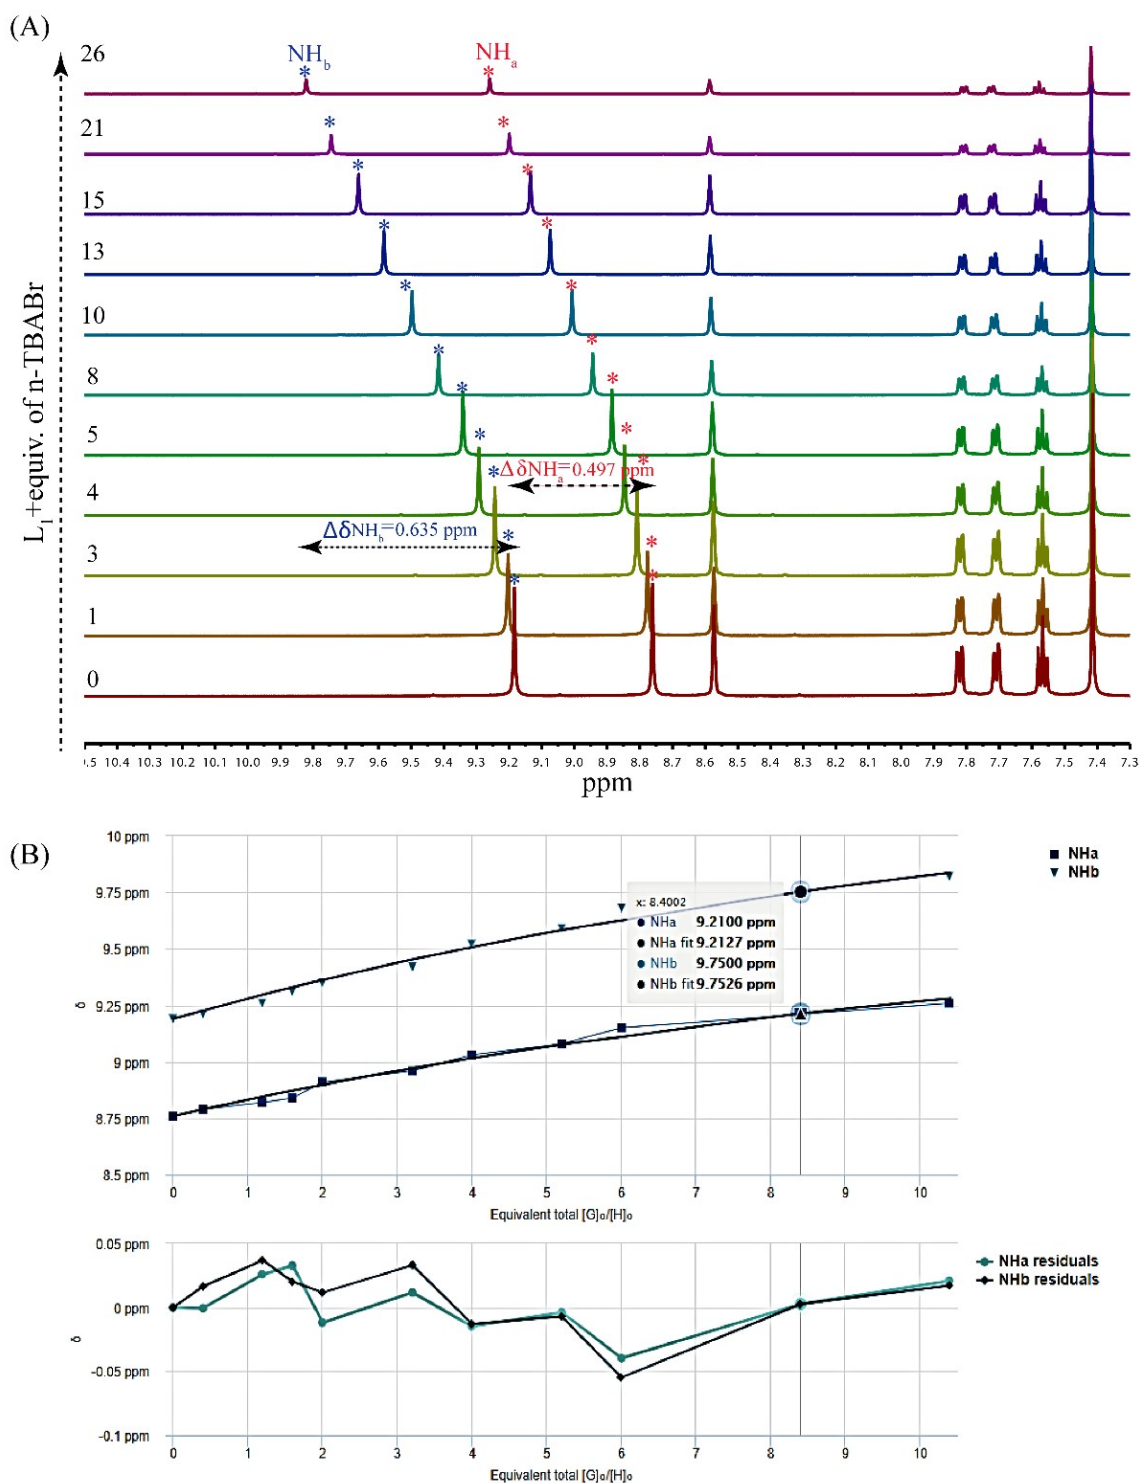 (A)
26
NHb
NHa
21
15
13
10
8
5
4
3
1
0
L1+equiv. of n-TBABr
ΔδNHa=0.497 ppm
ΔδNHb=0.635 ppm
.5 10.4 10.3 10.2 10.1 10.0 9.9 9.8 9.7 9.6 9.5 9.4 9.3 9.2 9.1 9.0 8.9 8.8 8.7 8.6 8.5 8.4 8.3 8.2 8.1 8.0 7.9 7.8 7.7 7.6 7.5 7.4 7.3
ppm
(B)
10 ppm
9.75 ppm
9.5 ppm
9.25 ppm
9 ppm
8.75 ppm
8.5 ppm
δ
NHa
NHb
x: 8.4002
NHa 9.2100 ppm
NHa fit 9.2127 ppm
NHb 9.7500 ppm
NHb fit 9.7526 ppm
0 1 2 3 4 5 6 7 8 9 10
Equivalent total [G]₀/[H]₀
0.05 ppm
0 ppm
-0.05 ppm
-0.1 ppm
δ
NHa residuals
NHb residuals
0 1 2 3 4 5 6 7 8 9 10
Equivalent total [G]₀/[H]₀